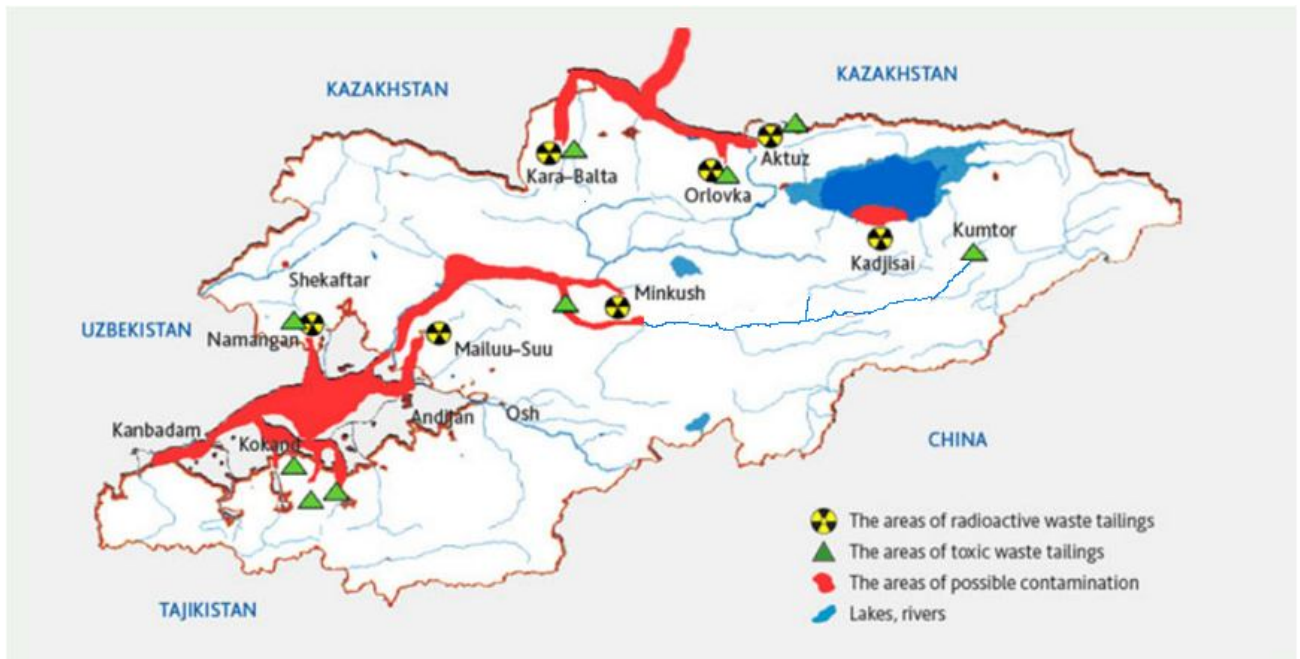 KAZAKHSTAN
KAZAKHSTAN
Aktuz
Kara–Balta
Orlovka
Kumtor
Kadjisai
Shekaftar
Minkush
UZBEKISTAN
Namangan
Mailuu–Suu
Andijan
Osh
Kanbadam
Kokand
CHINA
The areas of radioactive waste tailings
The areas of toxic waste tailings
The areas of possible contamination
TAJIKISTAN
Lakes, rivers